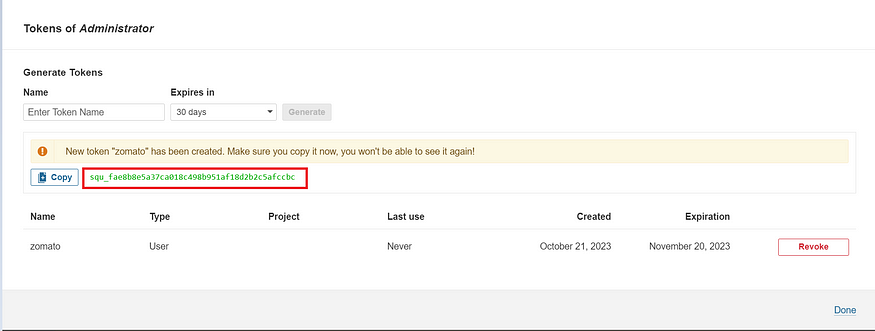 Tokens of Administrator
Generate Tokens
Name Expires in
Enter Token Name 30 days Generate
New token "zomato" has been created. Make sure you copy it now, you won't be able to see it again!
Copy squ_fae8b8e5a37ca018c498b951af18d2b2c5afccbc
Name Type Project Last use Created Expiration
zomato User Never October 21, 2023 November 20, 2023 Revoke
Done